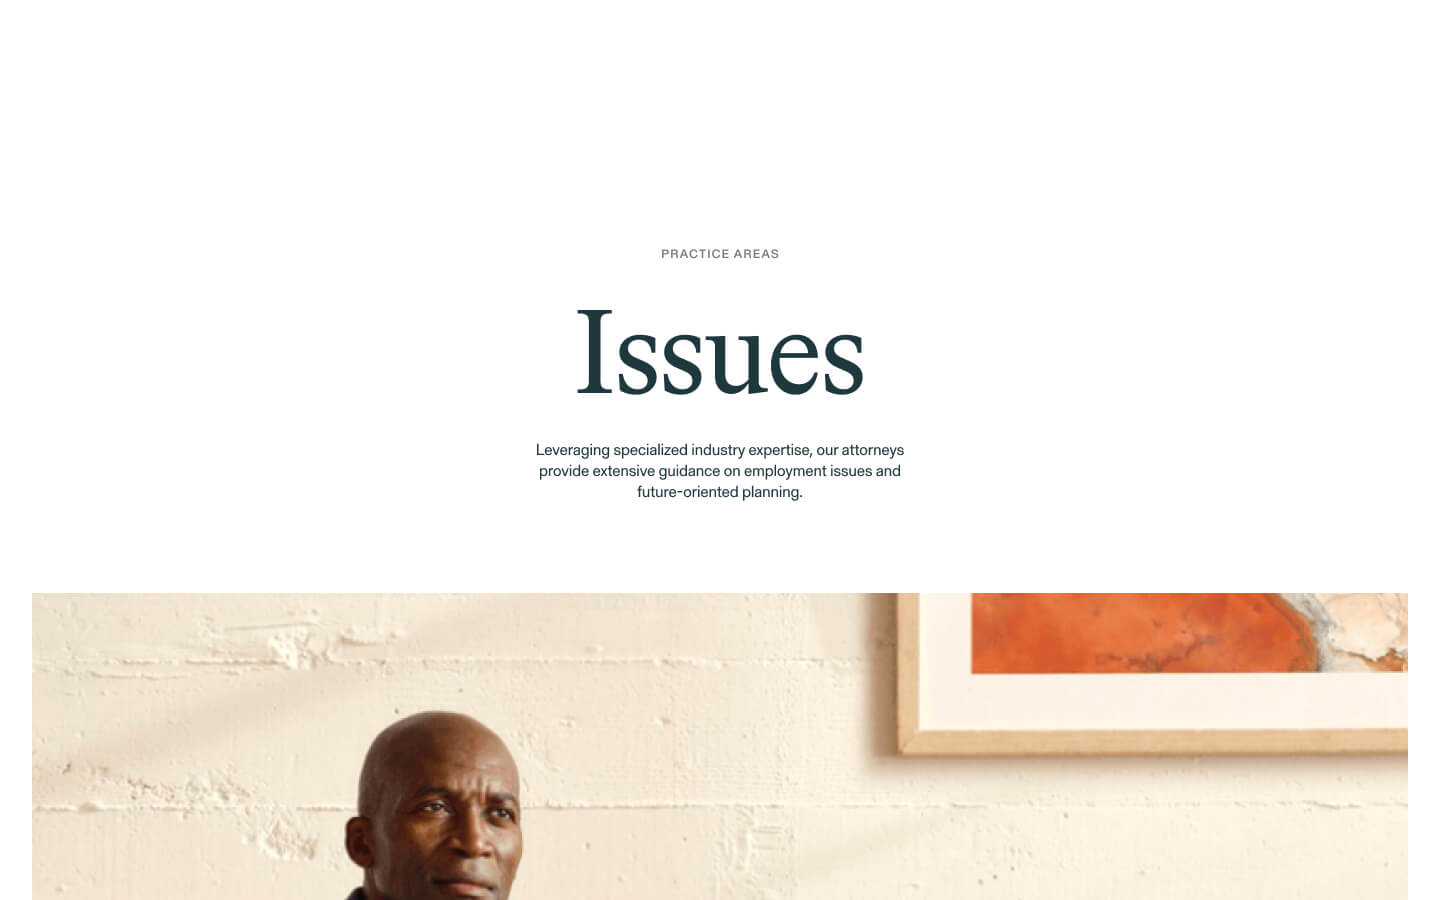 PRACTICE AREAS
Issues
Leveraging specialized industry expertise, our attorneys
provide extensive guidance on employment issues and
future-oriented planning.